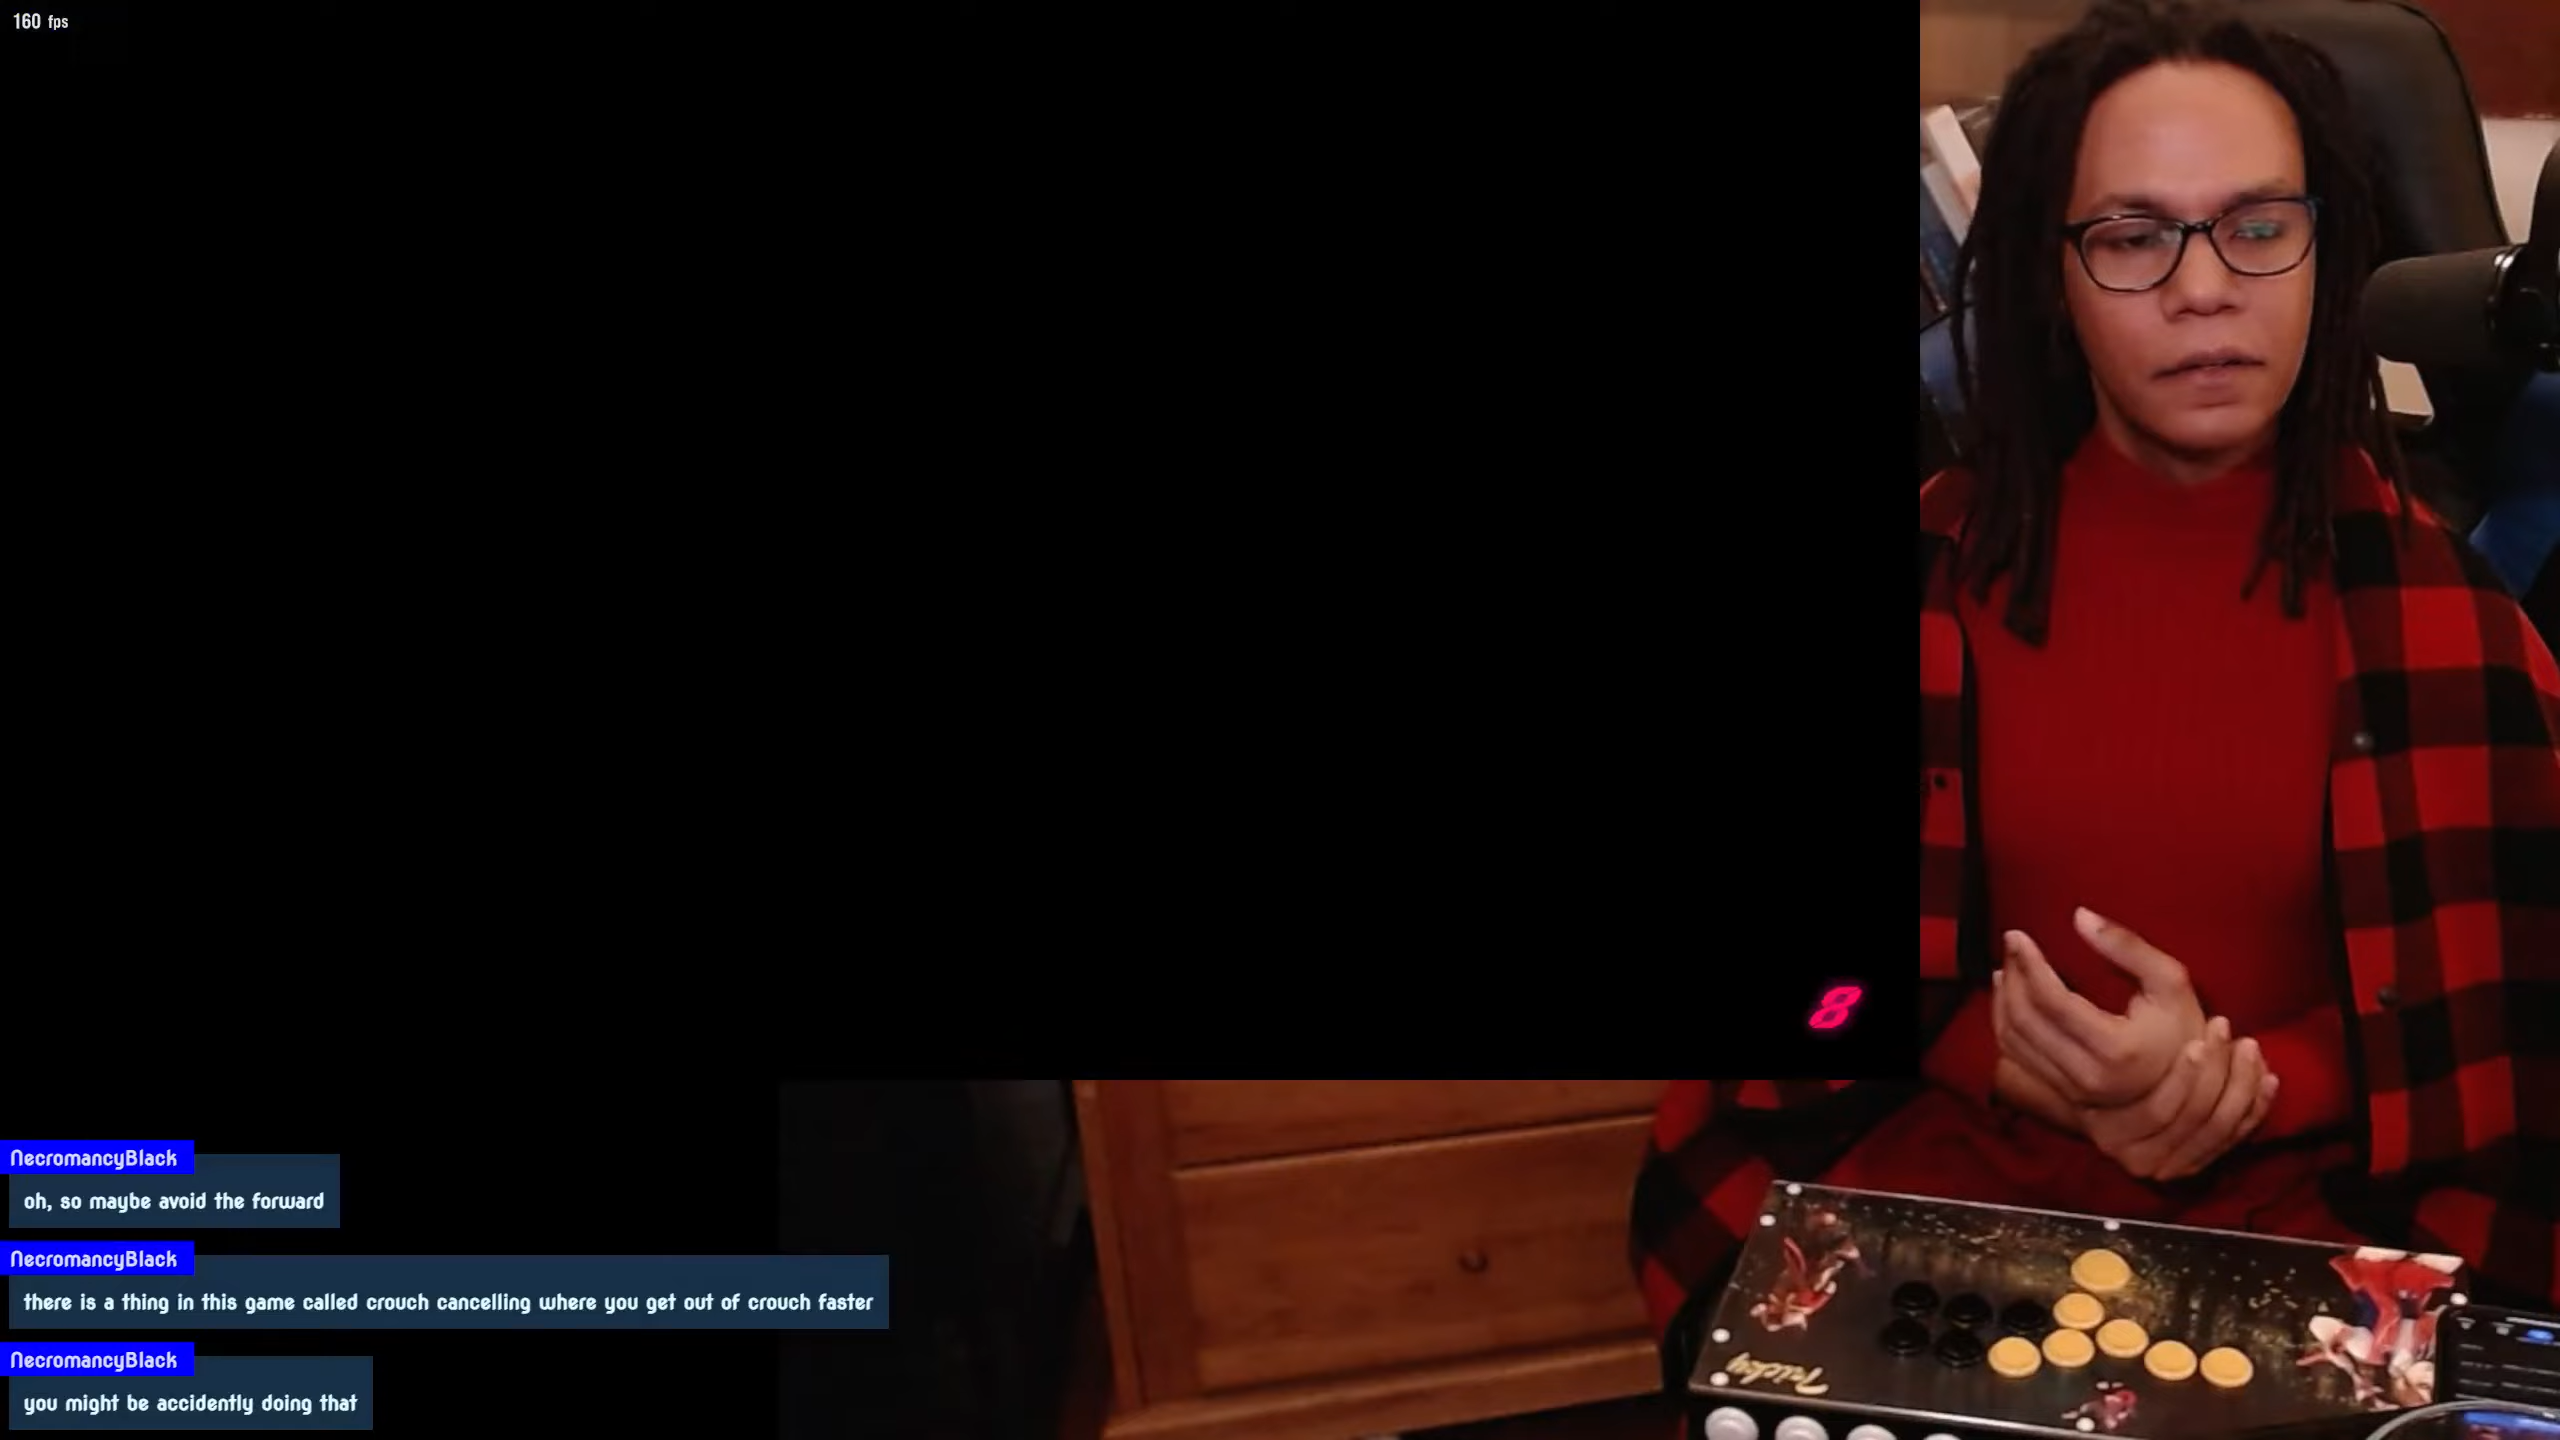 160 fps
8
NecromancyBlack
oh, so maybe avoid the forward
NecromancyBlack
there is a thing in this game called crouch cancelling where you get out of crouch faster
NecromancyBlack
you might be accidently doing that
Tricky